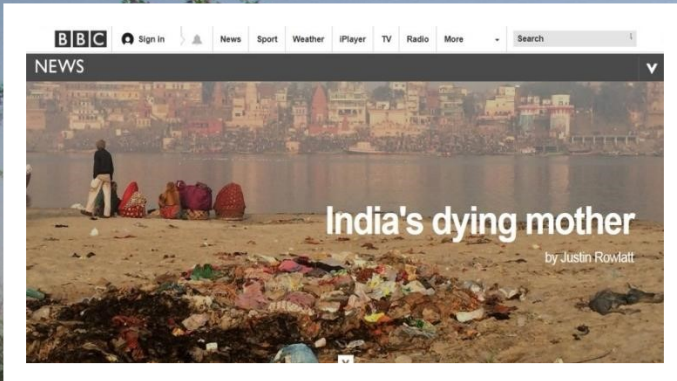 BBC Sign in News Sport Weather iPlayer TV Radio More Search
NEWS
India's dying mother
by Justin Rowlatt